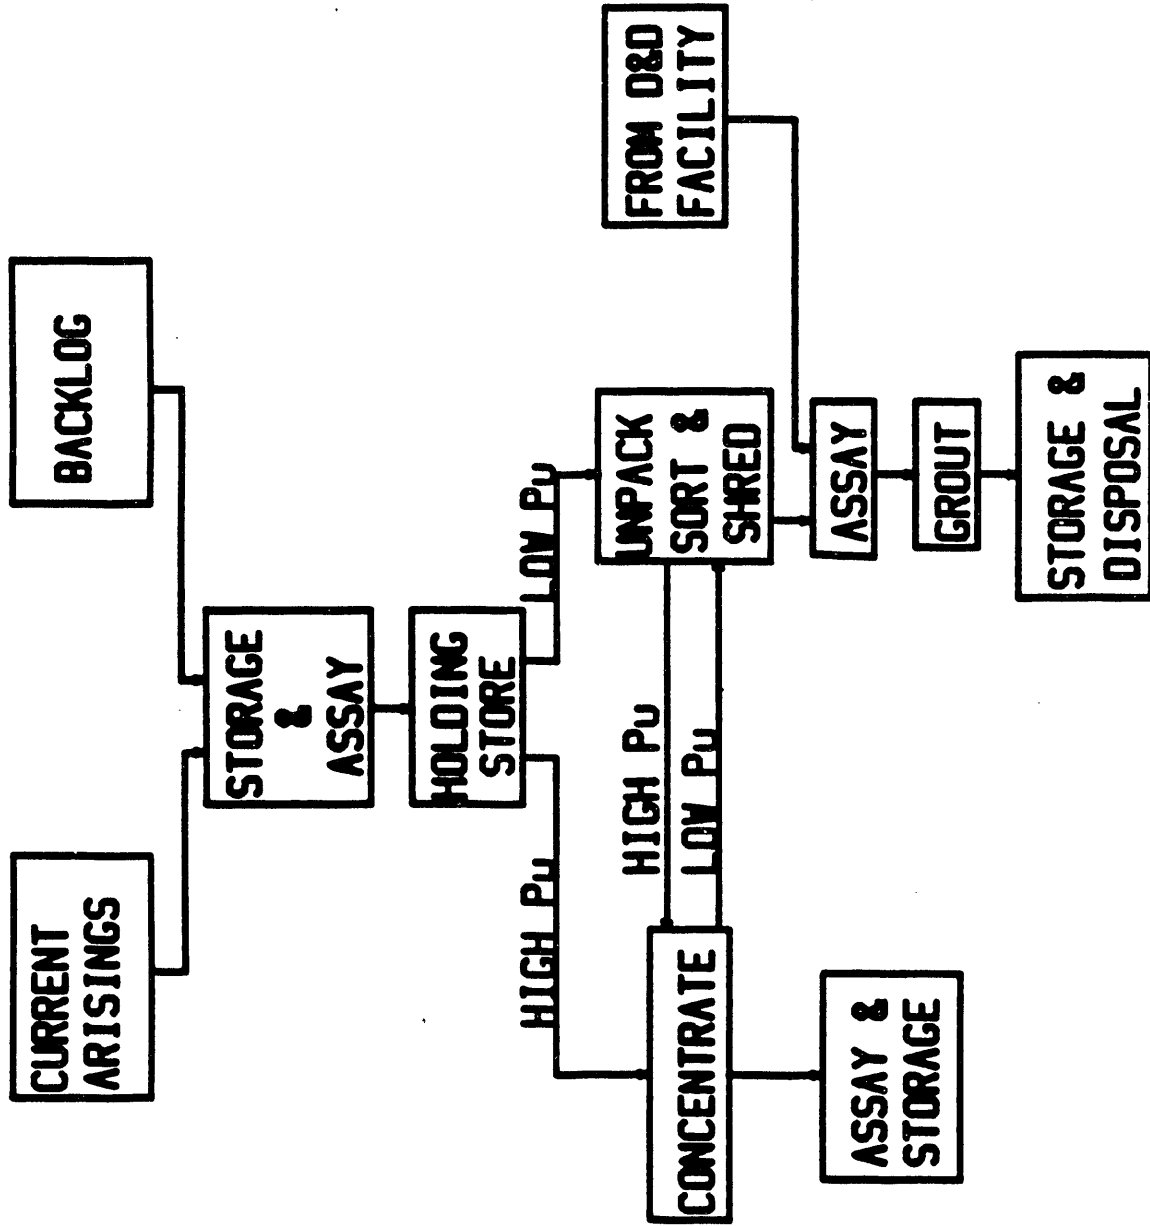 CURRENT
ARISINGS
BACKLOG
STORAGE
&
ASSAY
HOLDING
STORE
HIGH Pu
LOW Pu
CONCENTRATE
HIGH Pu
LOW Pu
UNPACK
SORT &
SHRED
FROM D&D
FACILITY
ASSAY &
STORAGE
ASSAY
GROUT
STORAGE &
DISPOSAL